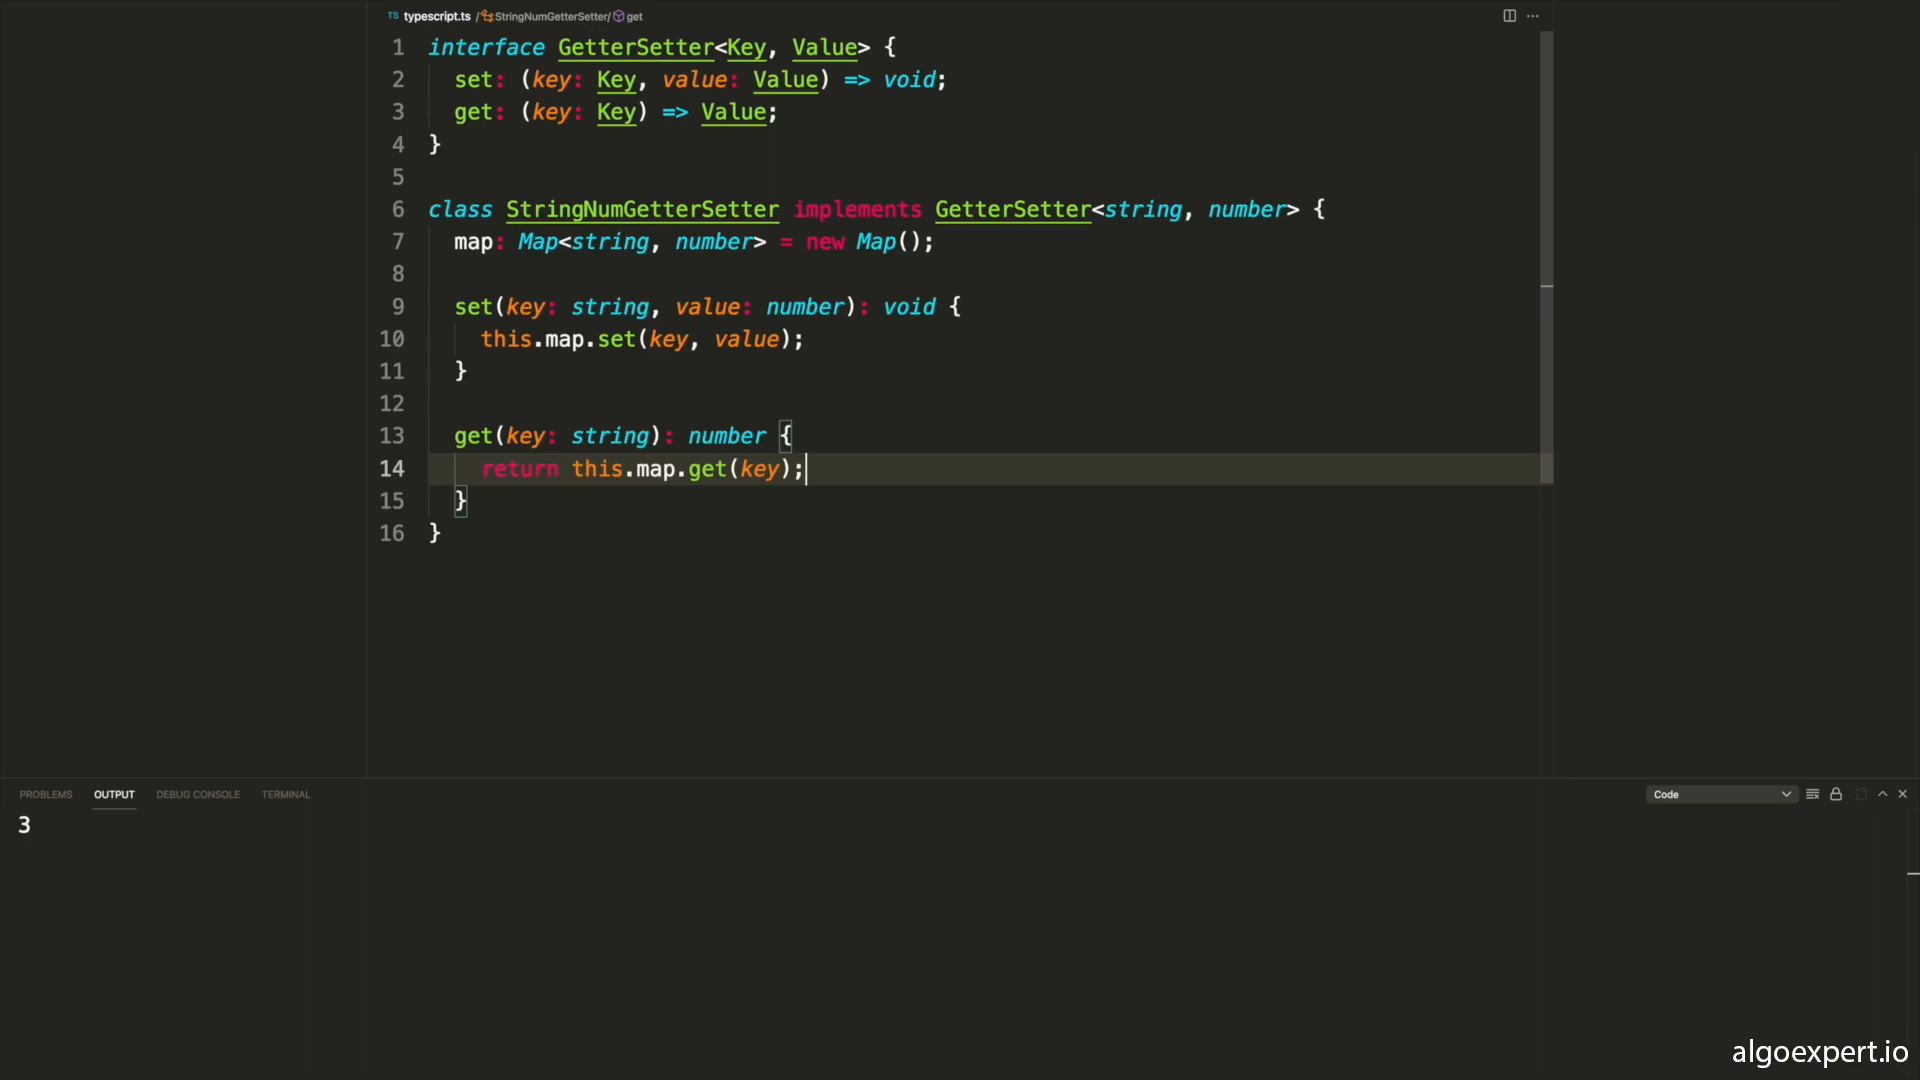 TS typescript.ts / StringNumGetterSetter/ get
1 interface GetterSetter<Key, Value> {
2 set: (key: Key, value: Value) => void;
3 get: (key: Key) => Value;
4 }
5
6 class StringNumGetterSetter implements GetterSetter<string, number> {
7 map: Map<string, number> = new Map();
8
9 set(key: string, value: number): void {
10 this.map.set(key, value);
11 }
12
13 get(key: string): number {
14 return this.map.get(key);
15 }
16 }
PROBLEMS OUTPUT DEBUG CONSOLE TERMINAL Code
3
algoexpert.io